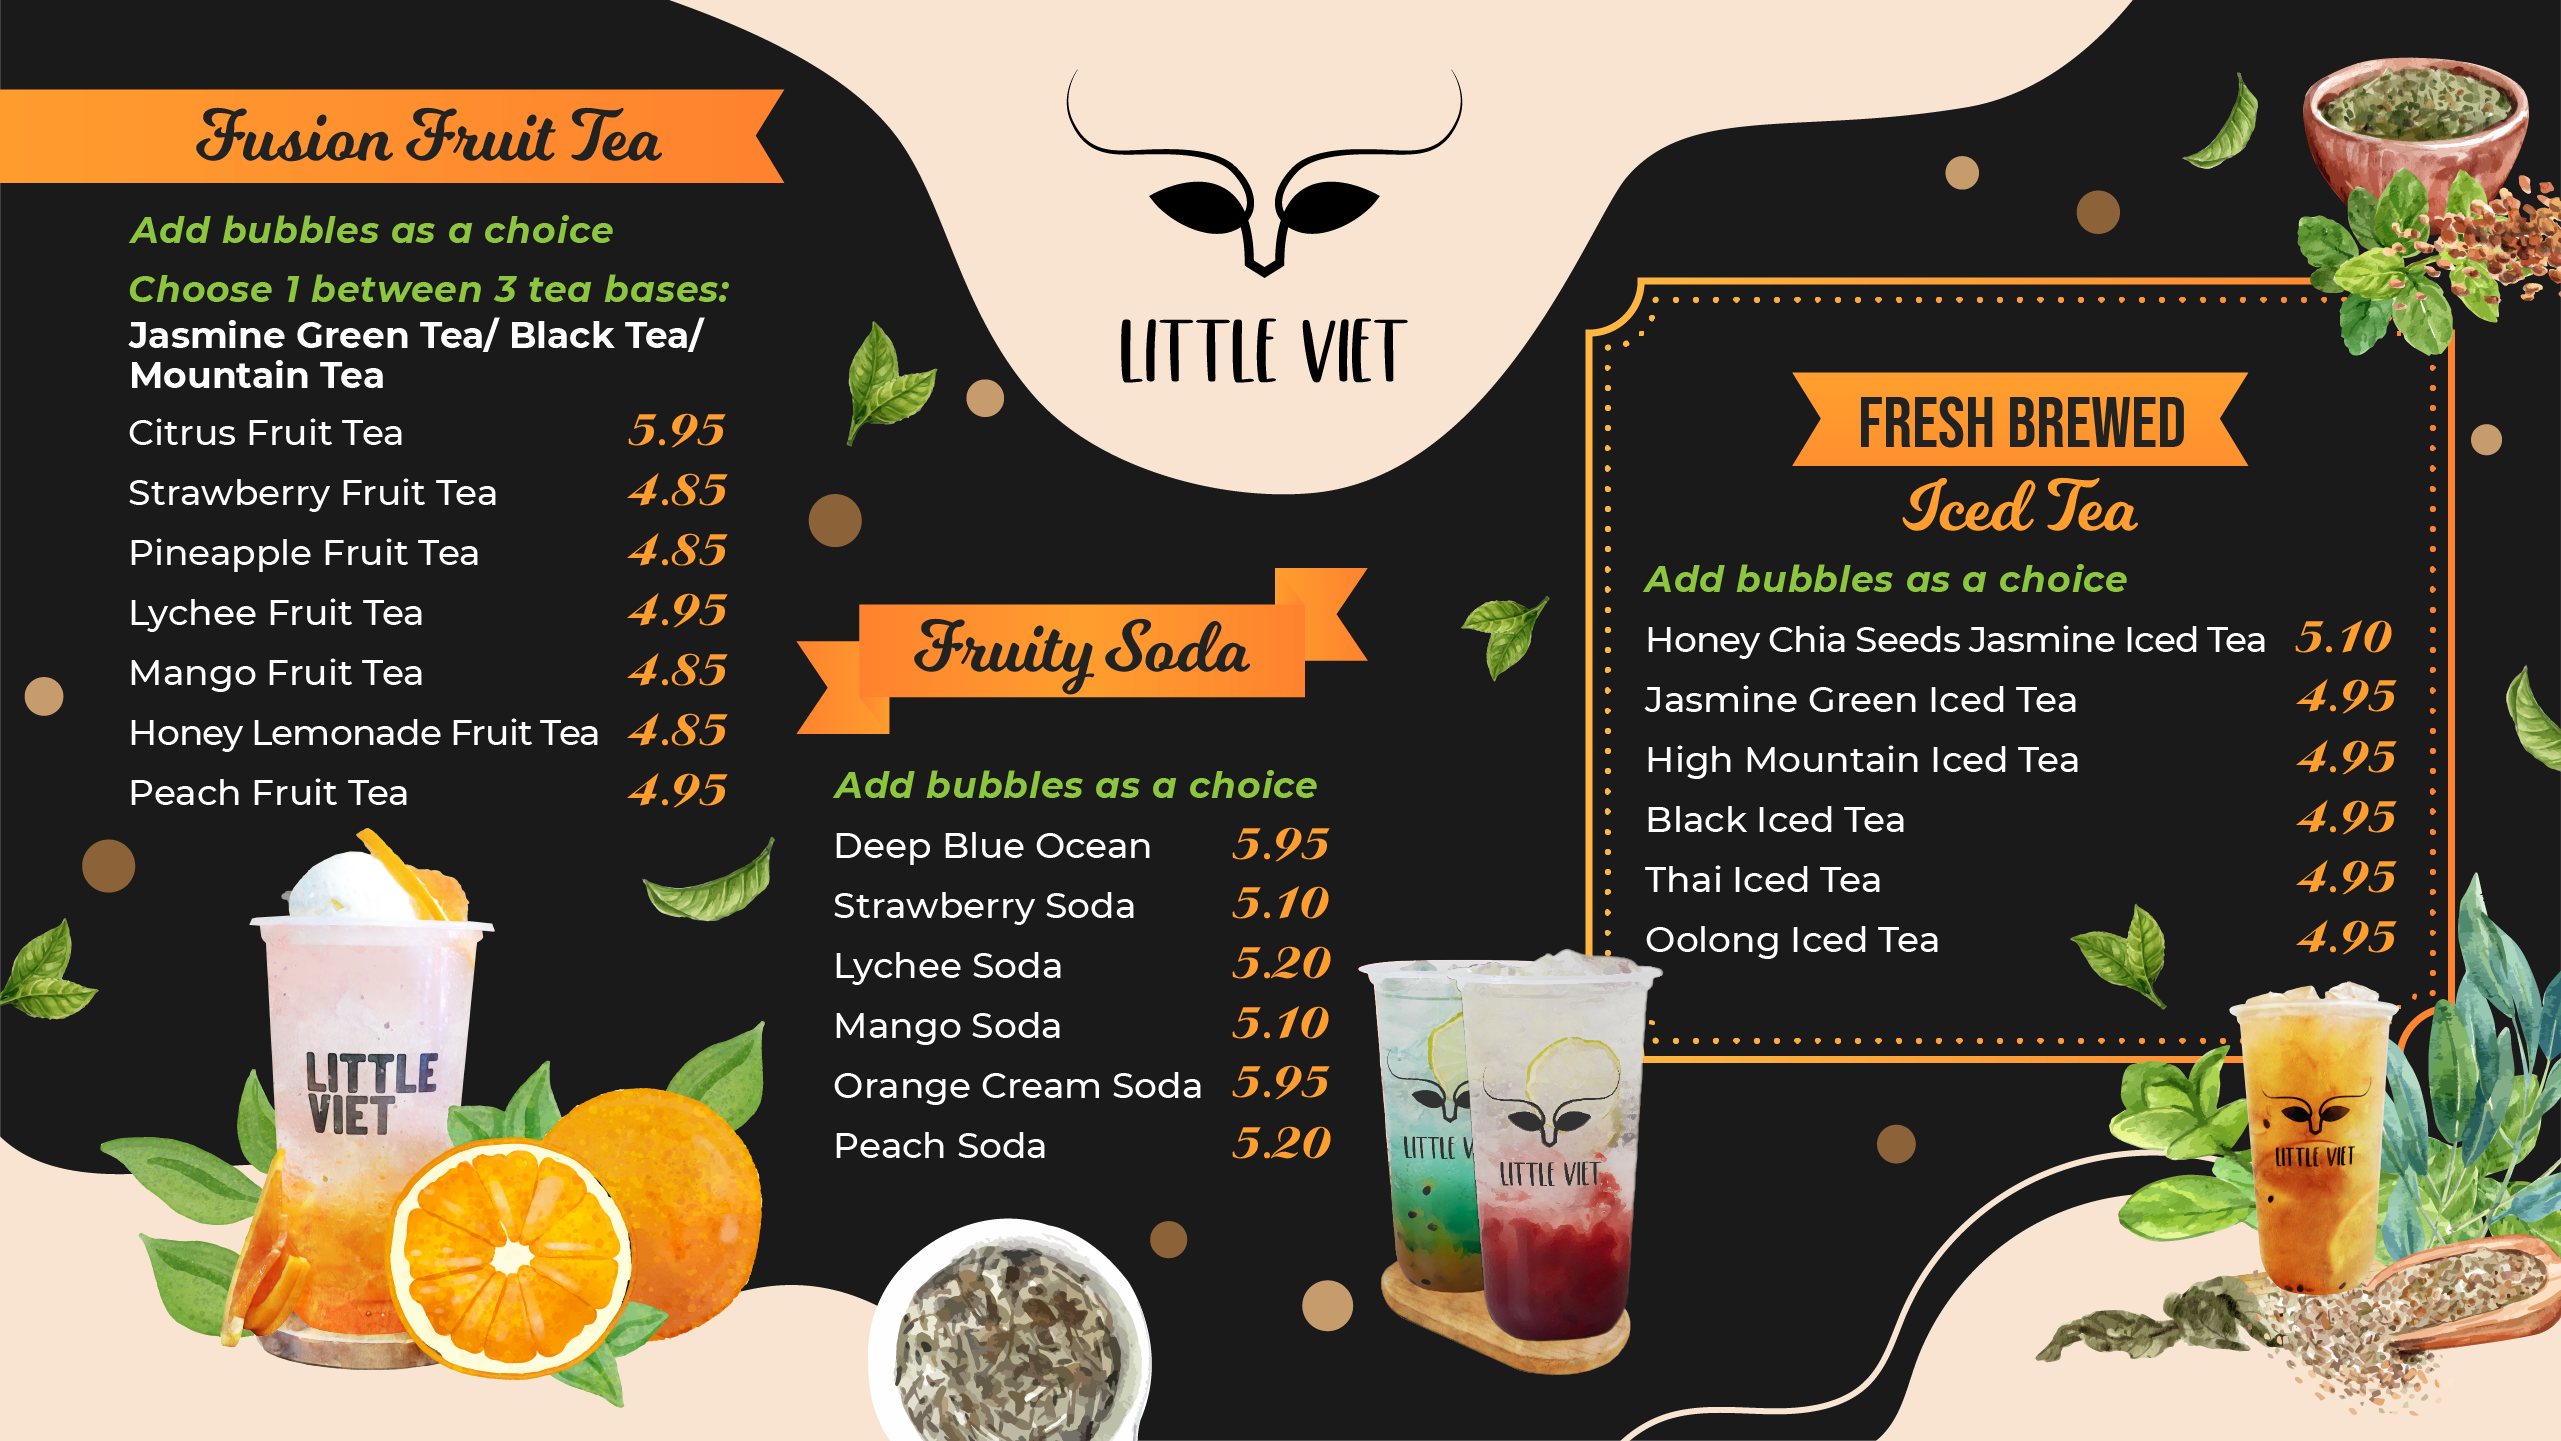 Fusion Fruit Tea
Add bubbles as a choice
Choose 1 between 3 tea bases:
Jasmine Green Tea/ Black Tea/
Mountain Tea
Citrus Fruit Tea 5.95
Strawberry Fruit Tea 4.85
Pineapple Fruit Tea 4.85
Lychee Fruit Tea 4.95
Mango Fruit Tea 4.85
Honey Lemonade Fruit Tea 4.85
Peach Fruit Tea 4.95
LITTLE
VIET
LITTLE VIET
Fruity Soda
Add bubbles as a choice
Deep Blue Ocean 5.95
Strawberry Soda 5.10
Lychee Soda 5.20
Mango Soda 5.10
Orange Cream Soda 5.95
Peach Soda 5.20
LITTLE V
LITTLE VIET
FRESH BREWED
Iced Tea
Add bubbles as a choice
Honey Chia Seeds Jasmine Iced Tea 5.10
Jasmine Green Iced Tea 4.95
High Mountain Iced Tea 4.95
Black Iced Tea 4.95
Thai Iced Tea 4.95
Oolong Iced Tea 4.95
LITTLE VIET